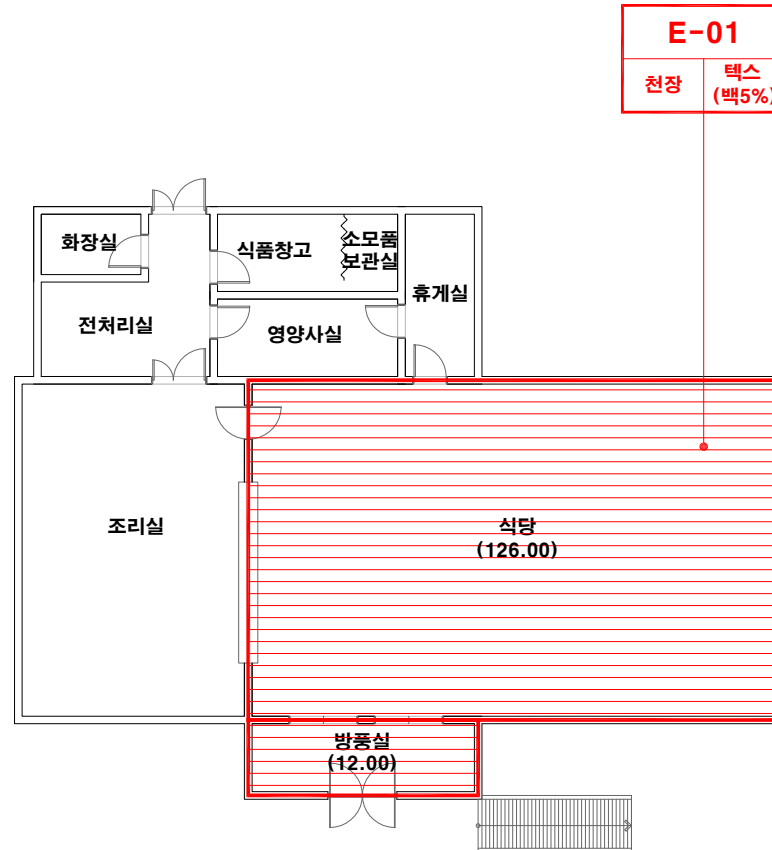 E-01
천장
텍스
(백5%)
화장실
식품창고
소모품
보관실
휴게실
전처리실
영양사실
조리실
식당
(126.00)
방풍실
(12.00)